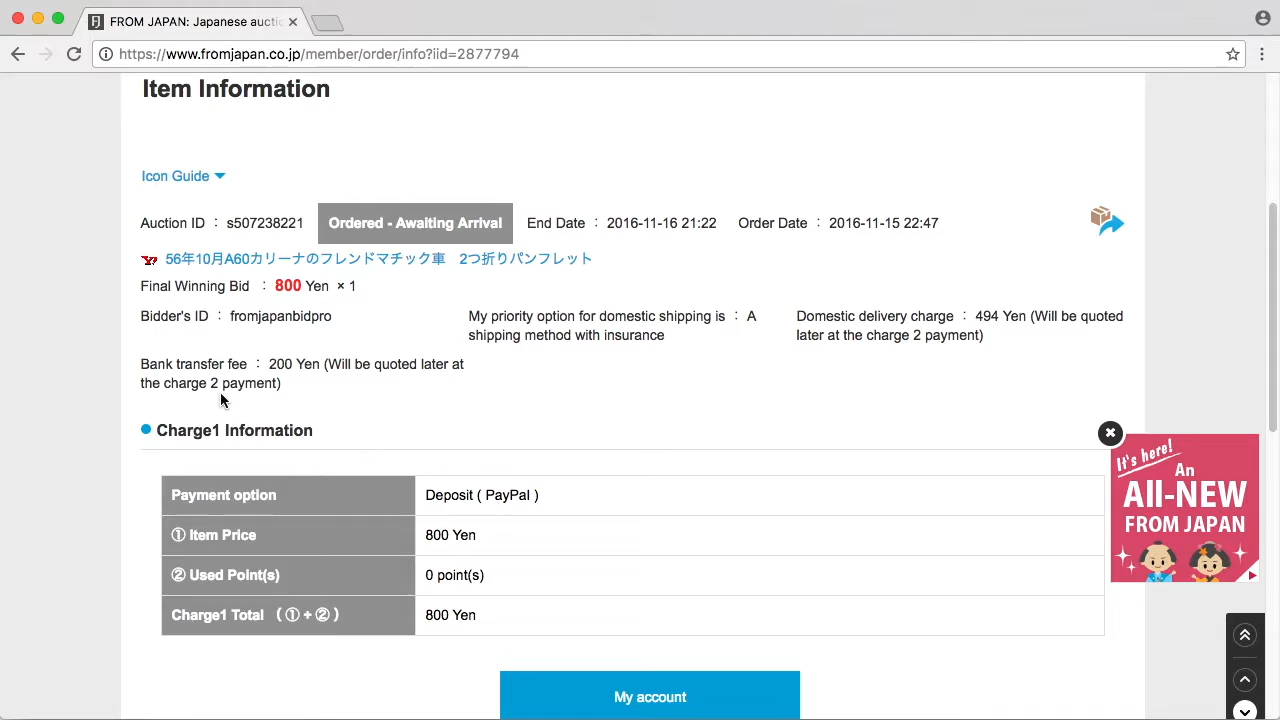 FROM JAPAN: Japanese auctio
https://www.fromjapan.co.jp/member/order/info?iid=2877794
Item Information
Icon Guide
Auction ID : s507238221 Ordered - Awaiting Arrival End Date : 2016-11-16 21:22 Order Date : 2016-11-15 22:47
56年10月A60カリーナのフレンドマチック車 2つ折りパンフレット
Final Winning Bid : 800 Yen × 1
Bidder's ID : fromjapanbidpro
My priority option for domestic shipping is : A
shipping method with insurance
Domestic delivery charge : 494 Yen (Will be quoted
later at the charge 2 payment)
Bank transfer fee : 200 Yen (Will be quoted later at
the charge 2 payment)
Charge1 Information
Payment option Deposit ( PayPal )
① Item Price 800 Yen
② Used Point(s) 0 point(s)
Charge1 Total (①+②) 800 Yen
My account
It's here!
An
All-NEW
FROM JAPAN